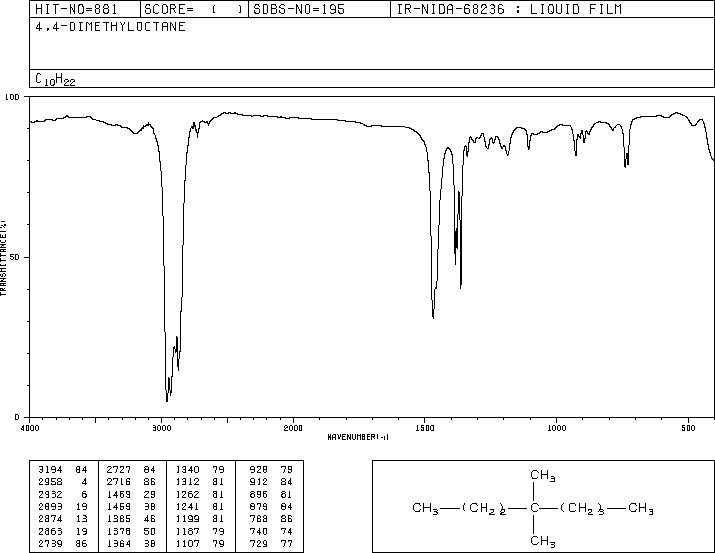 HIT-NO=881 SCORE= ( ) SDBS-NO=195 IR-NIDA-68236 : LIQUID FILM
4,4-DIMETHYLOCTANE
C10H22
100
50
0
TRANSMITTANCE(%)
4000 3000 2000 1500 1000 500
WAVENUMBER(-1)
3194 84 2727 84 1340 79 928 79
2958 4 2716 86 1312 81 912 84
2932 6 1469 29 1262 81 896 81
2893 19 38 1241 81 879 84
2874 13 1385 46 1199 81 788 86
2863 19 1378 50 1187 79 740 74
2739 86 1364 38 1107 79 729 77
CH3
CH3 (CH2)2 C (CH2)3 CH3
CH3